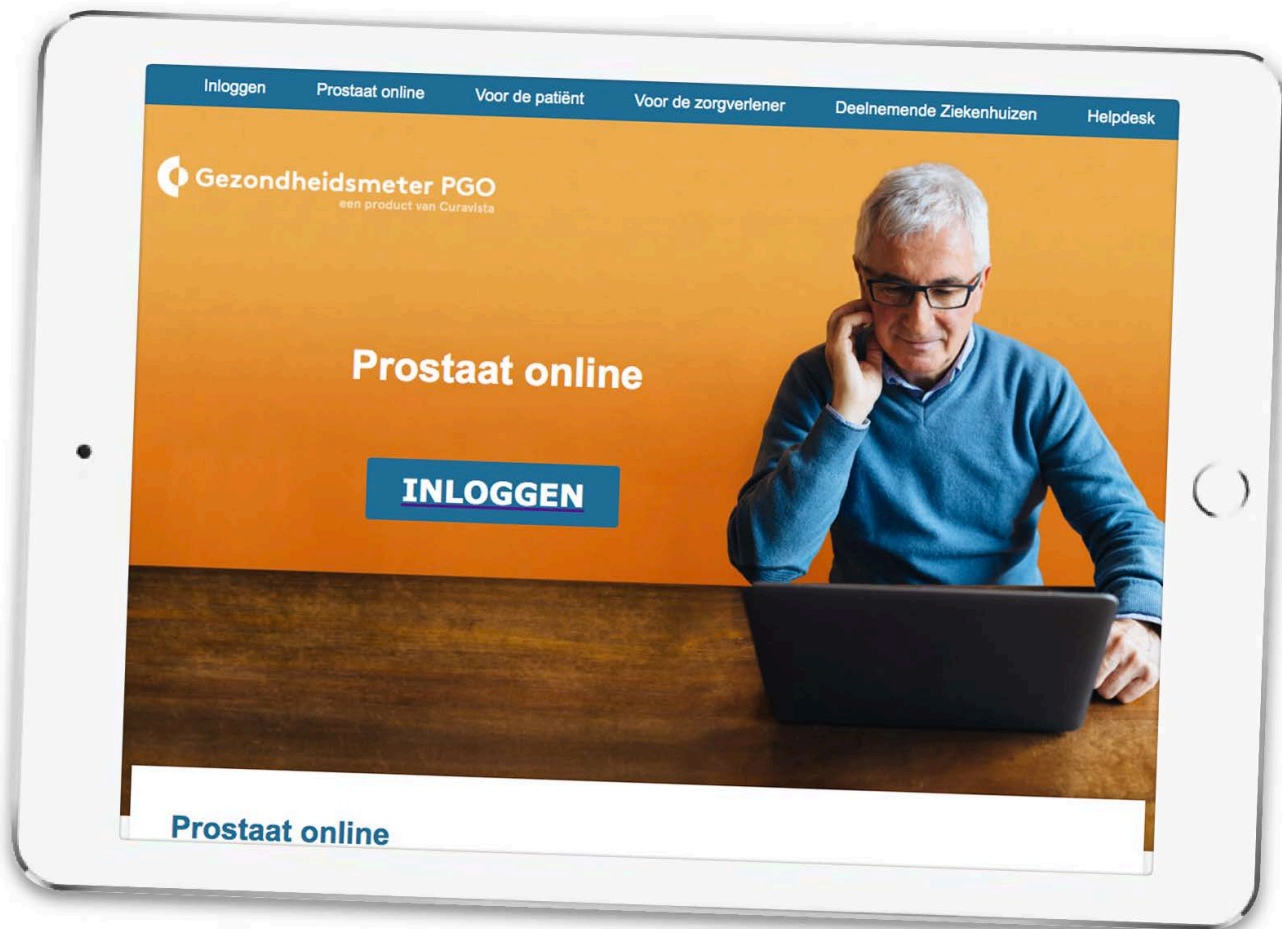 Inloggen Prostaat online Voor de patiënt Voor de zorgverlener Deelnemende Ziekenhuizen Helpdesk
Gezondheidsmeter PGO
een product van Curavista
Prostaat online
INLOGGEN
Prostaat online